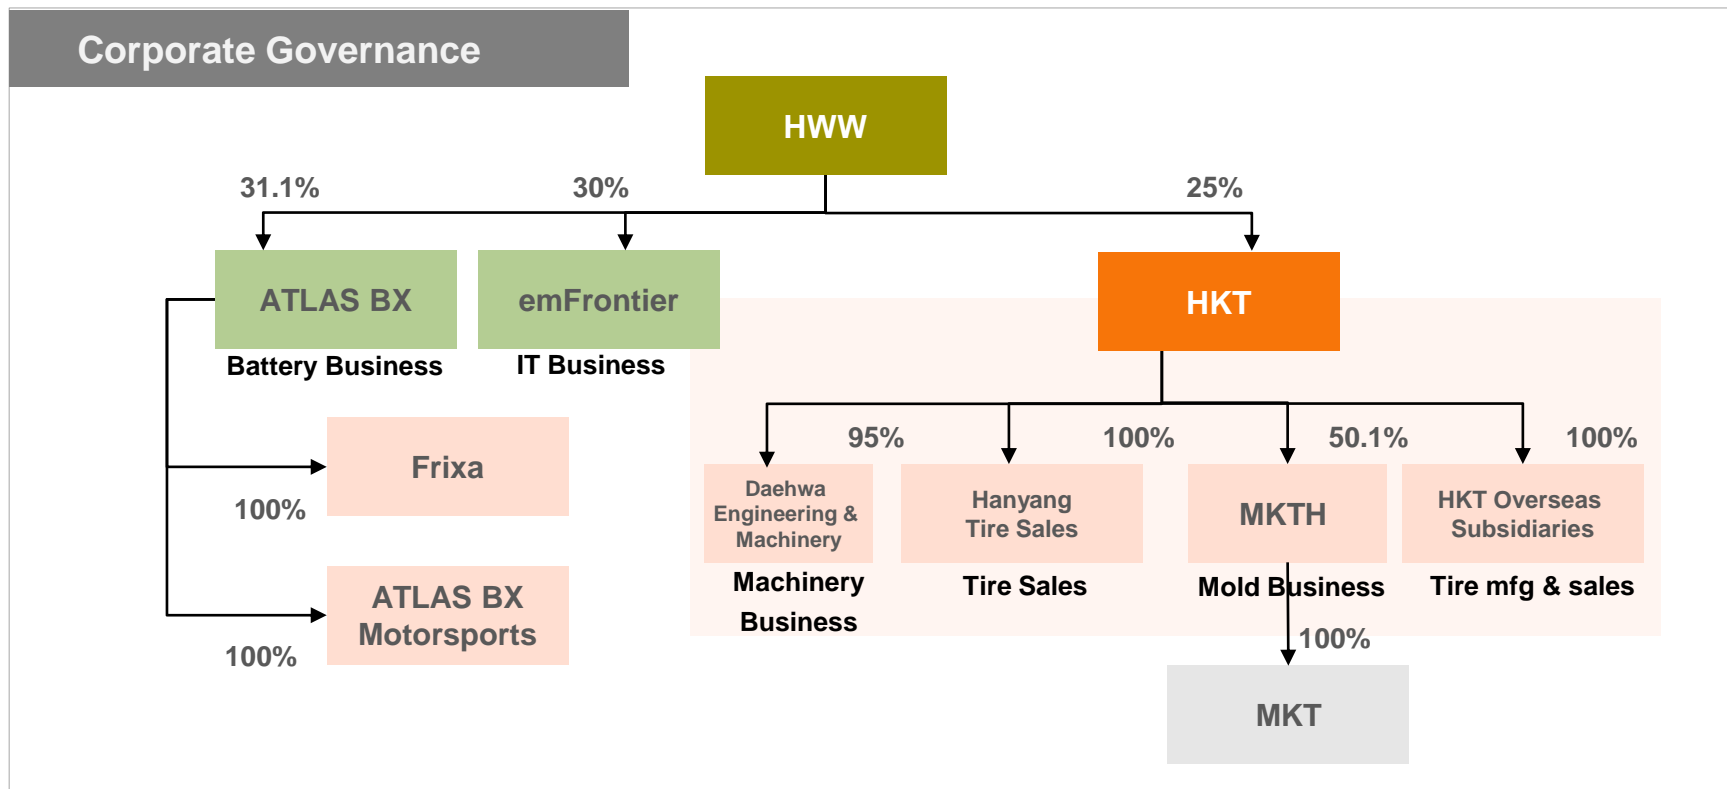 Corporate Governance
HWW
31.1%
30%
25%
ATLAS BX
emFrontier
HKT
Battery Business
IT Business
95%
100%
50.1%
100%
Frixa
100%
Daehwa
Engineering &
Machinery
Hanyang
Tire Sales
MKTH
HKT Overseas
Subsidiaries
Machinery
Business
Tire Sales
Mold Business
Tire mfg & sales
ATLAS BX
Motorsports
100%
100%
MKT